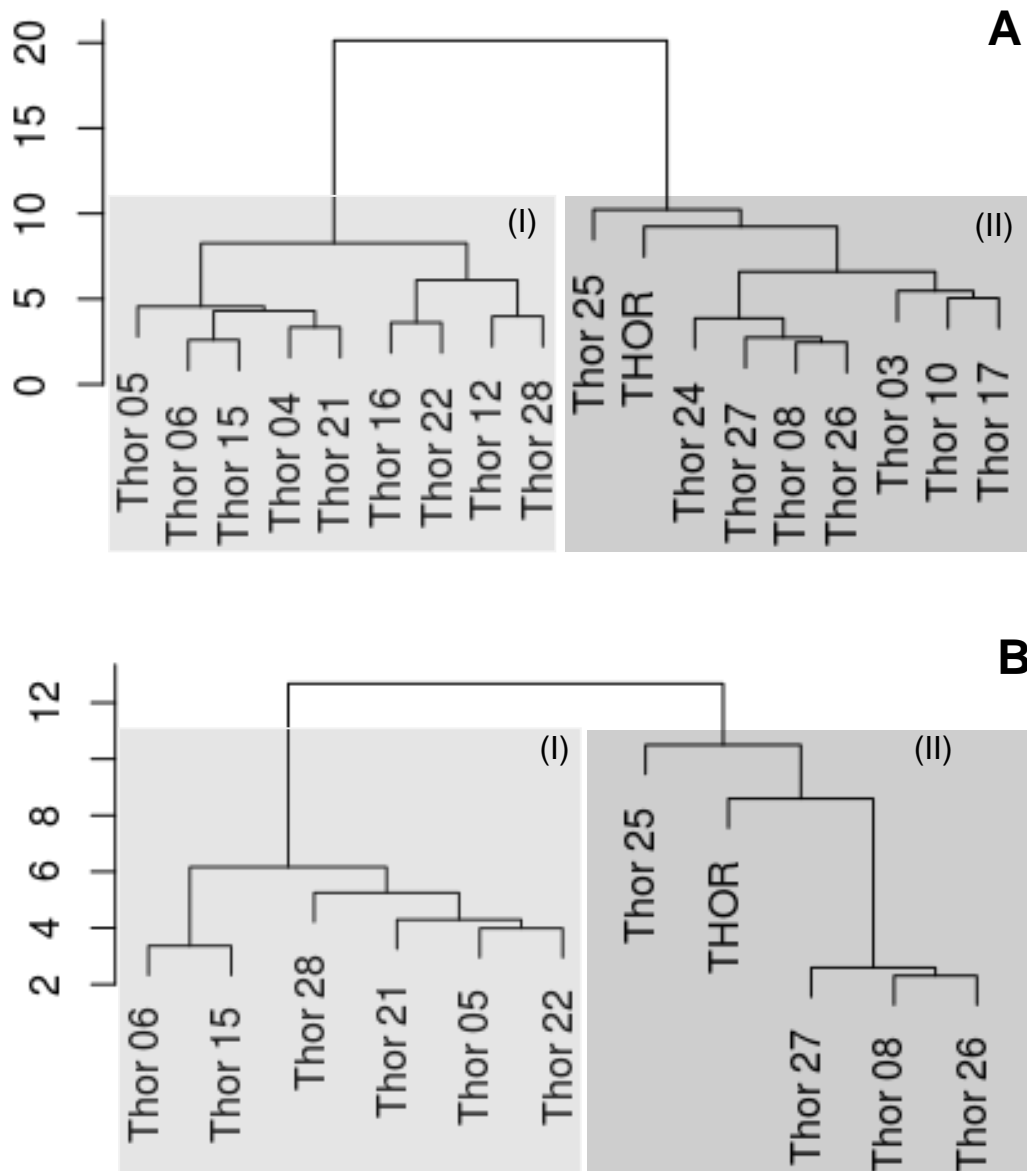 A
20
15
10
5
0
(I)
(II)
Thor 05
Thor 06
Thor 15
Thor 04
Thor 21
Thor 16
Thor 22
Thor 12
Thor 28
Thor 25
THOR
Thor 24
Thor 27
Thor 08
Thor 26
Thor 03
Thor 10
Thor 17
B
12
8
6
4
2
(I)
(II)
Thor 06
Thor 15
Thor 28
Thor 21
Thor 05
Thor 22
Thor 25
THOR
Thor 27
Thor 08
Thor 26